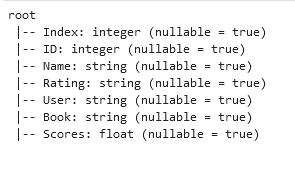 root
 |-- Index: integer (nullable = true)
 |-- ID: integer (nullable = true)
 |-- Name: string (nullable = true)
 |-- Rating: string (nullable = true)
 |-- User: string (nullable = true)
 |-- Book: string (nullable = true)
 |-- Scores: float (nullable = true)